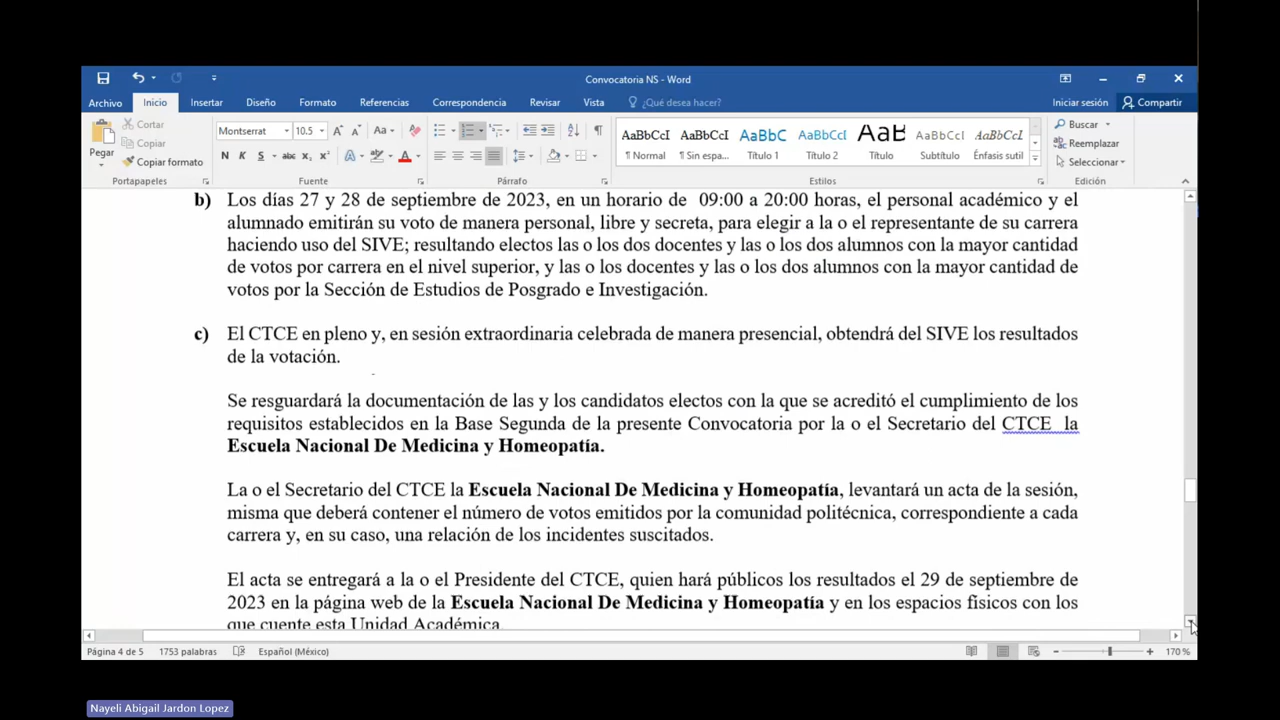 Convocatoria NS - Word
Archivo Inicio Insertar Diseño Formato Referencias Correspondencia Revisar Vista ¿Qué desea hacer? Iniciar sesión Compartir
Pegar
Cortar
Copiar
Copiar formato
Portapapeles
Montserrat 10.5
N K S abc x₂ x²
Fuente
Párrafo
AaBbCcI AaBbCcI AaBbC AaBbCcI AaB AaBbCcI AaBbCcI
¶ Normal ¶ Sin espa... Título 1 Título 2 Título Subtítulo Énfasis sutil
Estilos
Buscar
Reemplazar
Seleccionar
Edición
b) Los días 27 y 28 de septiembre de 2023, en un horario de 09:00 a 20:00 horas, el personal académico y el
alumnado emitirán su voto de manera personal, libre y secreta, para elegir a la o el representante de su carrera
haciendo uso del SIVE; resultando electos las o los dos docentes y las o los dos alumnos con la mayor cantidad
de votos por carrera en el nivel superior, y las o los docentes y las o los dos alumnos con la mayor cantidad de
votos por la Sección de Estudios de Posgrado e Investigación.
c) El CTCE en pleno y, en sesión extraordinaria celebrada de manera presencial, obtendrá del SIVE los resultados
de la votación.
Se resguardará la documentación de las y los candidatos electos con la que se acreditó el cumplimiento de los
requisitos establecidos en la Base Segunda de la presente Convocatoria por la o el Secretario del CTCE la
Escuela Nacional De Medicina y Homeopatía.
La o el Secretario del CTCE la Escuela Nacional De Medicina y Homeopatía, levantará un acta de la sesión,
misma que deberá contener el número de votos emitidos por la comunidad politécnica, correspondiente a cada
carrera y, en su caso, una relación de los incidentes suscitados.
El acta se entregará a la o el Presidente del CTCE, quien hará públicos los resultados el 29 de septiembre de
2023 en la página web de la Escuela Nacional De Medicina y Homeopatía y en los espacios físicos con los
que cuente esta Unidad Académica.
Página 4 de 5 1753 palabras Español (México) 170 %
Nayeli Abigail Jardon Lopez